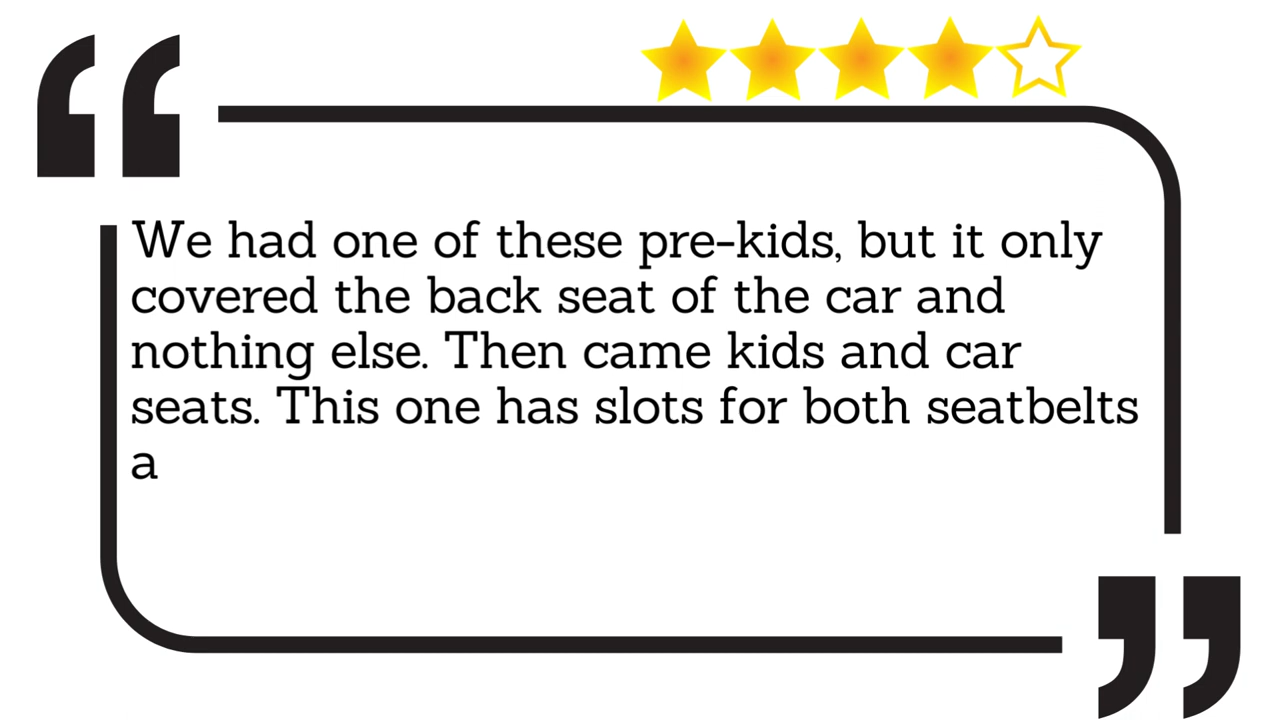 We had one of these pre-kids, but it only
covered the back seat of the car and
nothing else. Then came kids and car
seats. This one has slots for both seatbelts
a